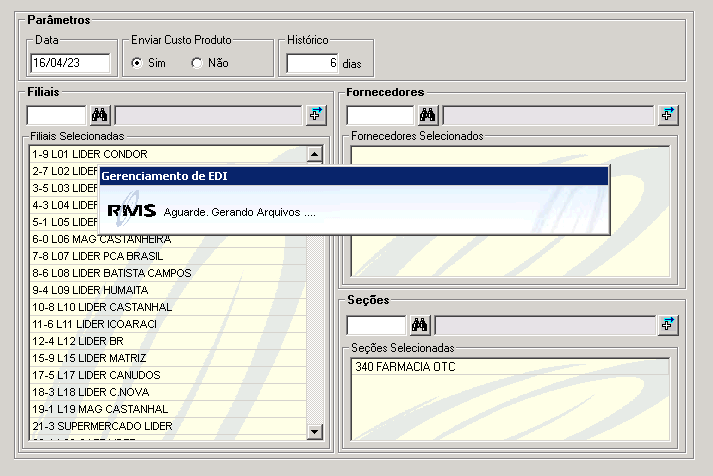 Parâmetros
Data
Enviar Custo Produto
Histórico
16/04/23
Sim
Não
6 dias
Filiais
Filiais Selecionadas
1-9 L01 LIDER CONDOR
2-7 L02 LIDER
3-5 L03 LIDER
4-3 L04 LIDER
5-1 L05 LIDER
6-0 L06 MAG CASTANHEIRA
7-8 L07 LIDER PCA BRASIL
8-6 L08 LIDER BATISTA CAMPOS
9-4 L09 LIDER HUMAITA
10-8 L10 LIDER CASTANHAL
11-6 L11 LIDER ICOARACI
12-4 L12 LIDER BR
15-9 L15 LIDER MATRIZ
17-5 L17 LIDER CANUDOS
18-3 L18 LIDER C.NOVA
19-1 L19 MAG CASTANHAL
21-3 SUPERMERCADO LIDER
Gerenciamento de EDI
RMS Aguarde. Gerando Arquivos ....
Fornecedores
Fornecedores Selecionados
Seções
Seções Selecionadas
340 FARMACIA OTC